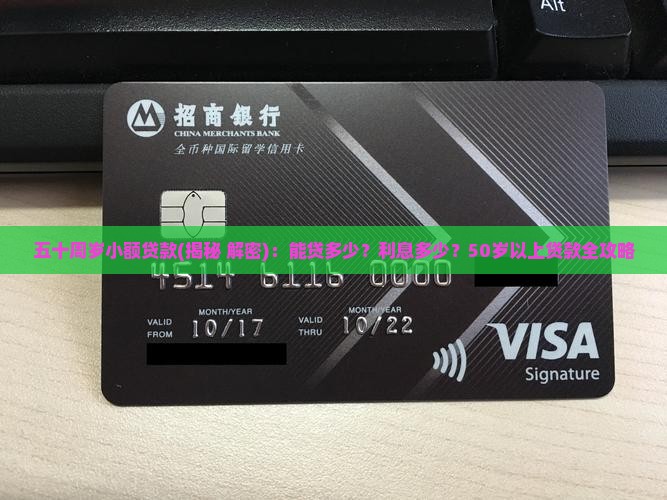 Alt
招商銀行
CHINA MERCHANTS BANK
全币种国际留学信用卡
五十周岁小额贷款(揭秘 解密)：能贷多少？利息多少？50岁以上贷款全攻略
4514 6116 0000
MONTH/YEAR MONTH/YEAR
VALID FROM 10/17 VALID THRU 10/22
VISA
Signature